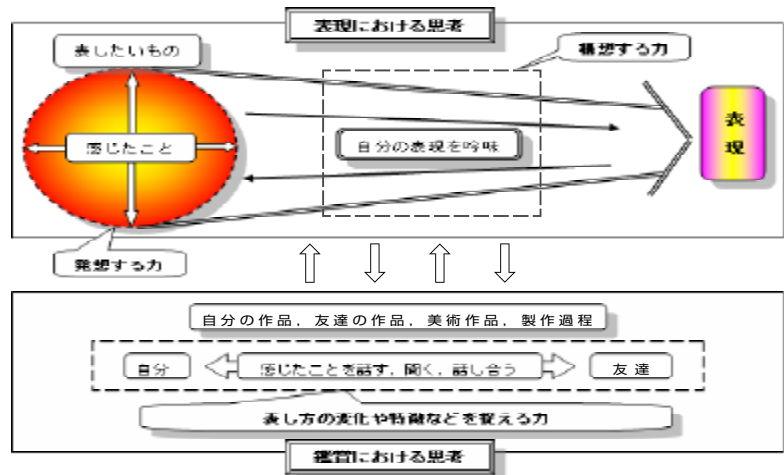 表現における思考
表したいもの
構想する力
感じたこと
自分の表現を吟味
表現
発想する力
自分の作品，友達の作品，美術作品，製作過程
自分
感じたことを話す，聞く，話し合う
友達
表し方の変化や特徴などを捉える力
鑑賞における思考